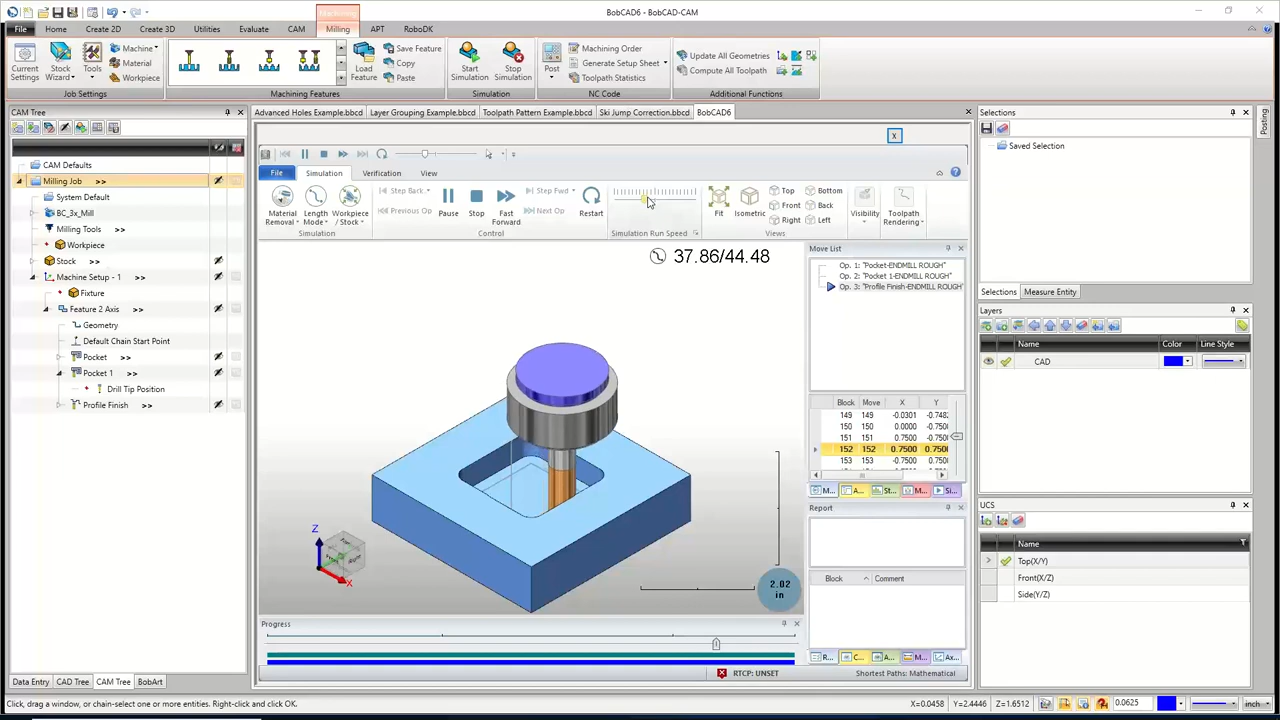 BobCAD6 - BobCAD-CAM
File Home Create 2D Create 3D Utilities Evaluate CAM Milling APT RoboDK
Current Settings Stock Wizard Tools Machine Material Workpiece Load Feature Save Feature Copy Paste Start Simulation Stop Simulation Post Machining Order Generate Setup Sheet Toolpath Statistics Update All Geometries Compute All Toolpath
Job Settings Machining Features Simulation NC Code Additional Functions
CAM Tree
Advanced Holes Example.bbcd Layer Grouping Example.bbcd Toolpath Pattern Example.bbcd Ski Jump Correction.bbcd BobCAD6
Selections
Posting
Saved Selection
CAM Defaults
Milling Job >>
System Default
BC_3x_Mill
Milling Tools >>
Workpiece
Stock >>
Machine Setup - 1 >>
Fixture
Feature 2 Axis >>
Geometry
Default Chain Start Point
Pocket >>
Pocket 1 >>
Drill Tip Position
Profile Finish >>
x
File Simulation Verification View
Material Removal Length Mode Workpiece / Stock Step Back Previous Op Pause Stop Fast Forward Step Fwd Next Op Restart Fit Isometric Top Front Right Bottom Back Left Visibility Toolpath Rendering
Simulation Control Simulation Run Speed Views
37.86/44.48
Move List
Op. 1: "Pocket-ENDMILL ROUGH"
Op. 2: "Pocket 1-ENDMILL ROUGH"
Op. 3: "Profile Finish-ENDMILL ROUGH"
Block Move X Y
149 149 -0.0301 -0.748
150 150 0.0000 -0.750
151 151 0.7500 -0.750
152 152 0.7500 0.750
153 153 -0.7500 0.750
M... A... St... M... Si...
Report
Block Comment
R... C... A... M... Ax...
Z
X
2.02
in
Progress
RTCP: UNSET Shortest Paths: Mathematical
Selections Measure Entity
Layers
Name Color Line Style
CAD
UCS
Name
Top(X/Y)
Front(X/Z)
Side(Y/Z)
Data Entry CAD Tree CAM Tree BobArt
Click, drag a window, or chain-select one or more entities. Right-click and click OK.
X=0.0458 Y=2.4446 Z=1.6512 0.0625 inch